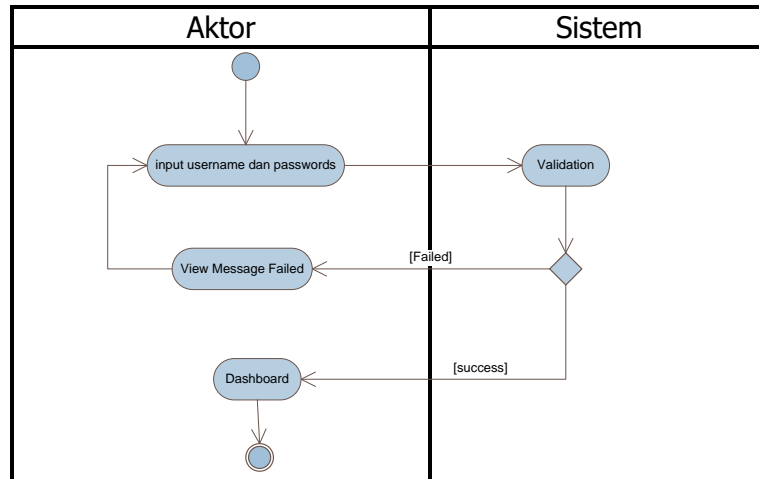 Aktor
Sistem
input username dan passwords
Validation
[Failed]
View Message Failed
[success]
Dashboard